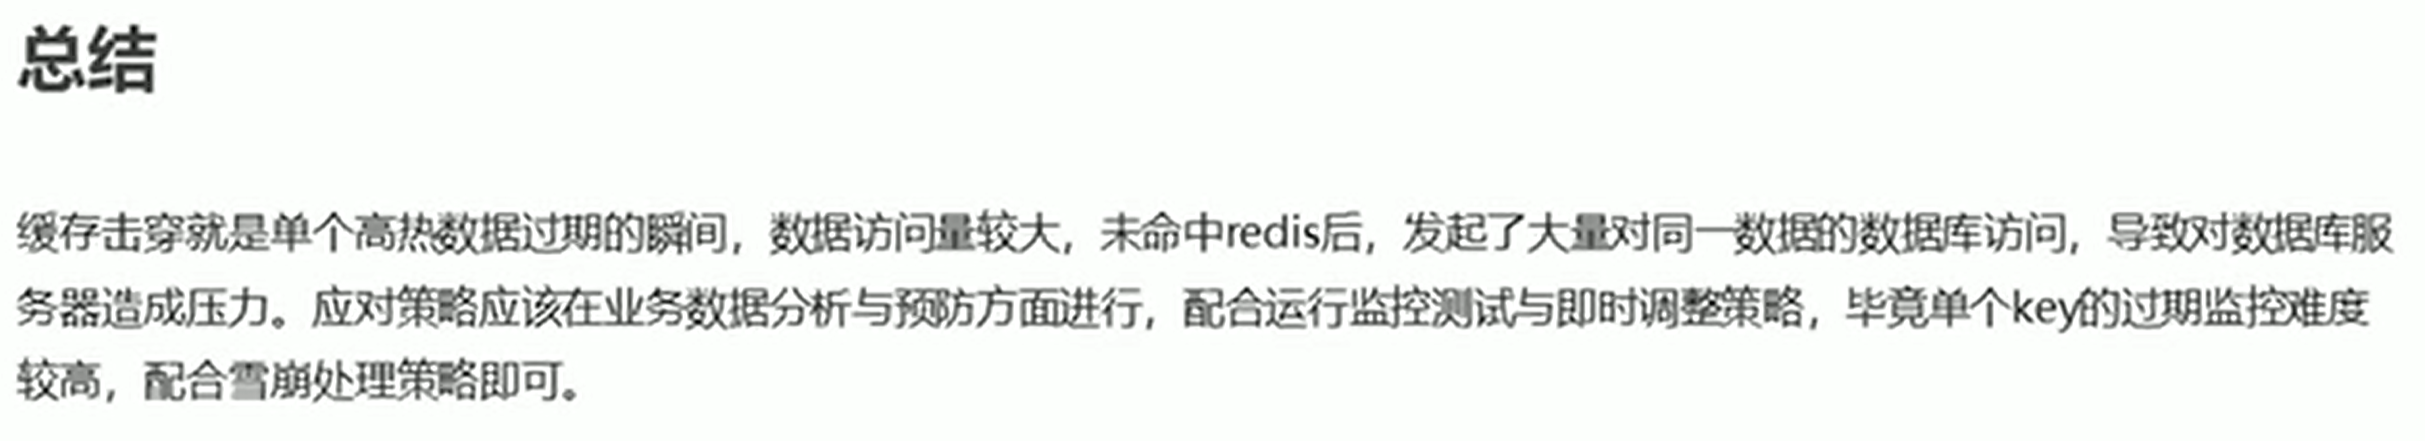 总结
缓存击穿就是单个高热数据过期的瞬间，数据访问量较大，未命中redis后，发起了大量对同一数据的数据库访问，导致对数据库服
务器造成压力。应对策略应该在业务数据分析与预防方面进行，配合运行监控测试与即时调整策略，毕竟单个key的过期监控难度
较高，配合雪崩处理策略即可。